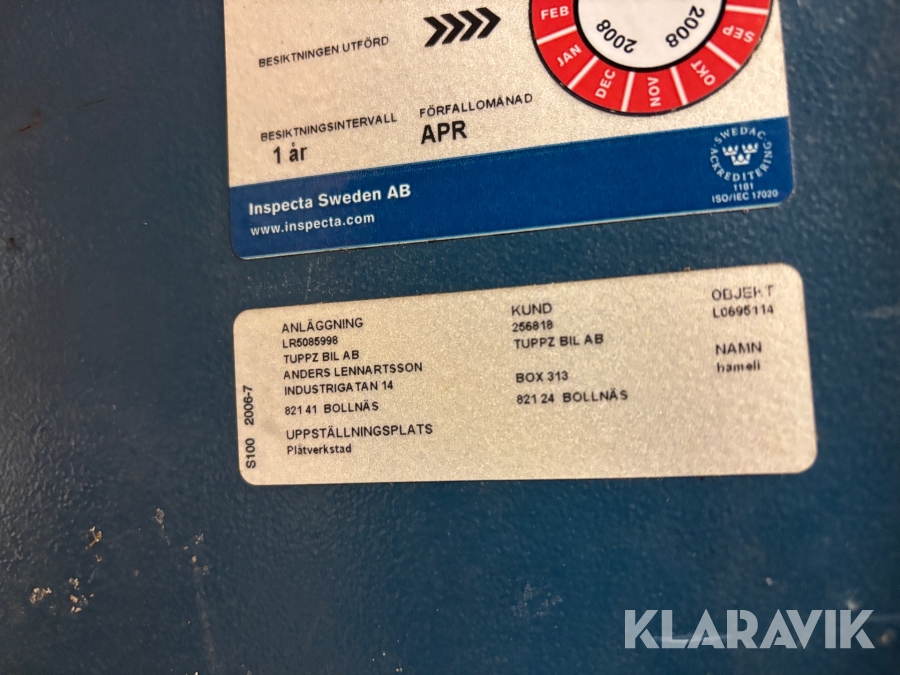 BESIKTNINGEN UTFÖRD
FEB
JAN
DEC
NOV
OKT
SEP
2008
2008
BESIKTNINGSINTERVALL
1 år
FÖRFALLOMÅNAD
APR
SWEDAC
ACKREDITERING
1181
ISO/IEC 17020
Inspecta Sweden AB
www.inspecta.com
S100 2006-7
ANLÄGGNING
LR5085998
TUPPZ BIL AB
ANDERS LENNARTSSON
INDUSTRIGATAN 14
821 41 BOLLNÄS
UPPSTÄLLNINGSPLATS
Plåtverkstad
KUND
256818
TUPPZ BIL AB
BOX 313
821 24 BOLLNÄS
OBJEKT
L0695114
NAMN
hameli
KLARAVIK